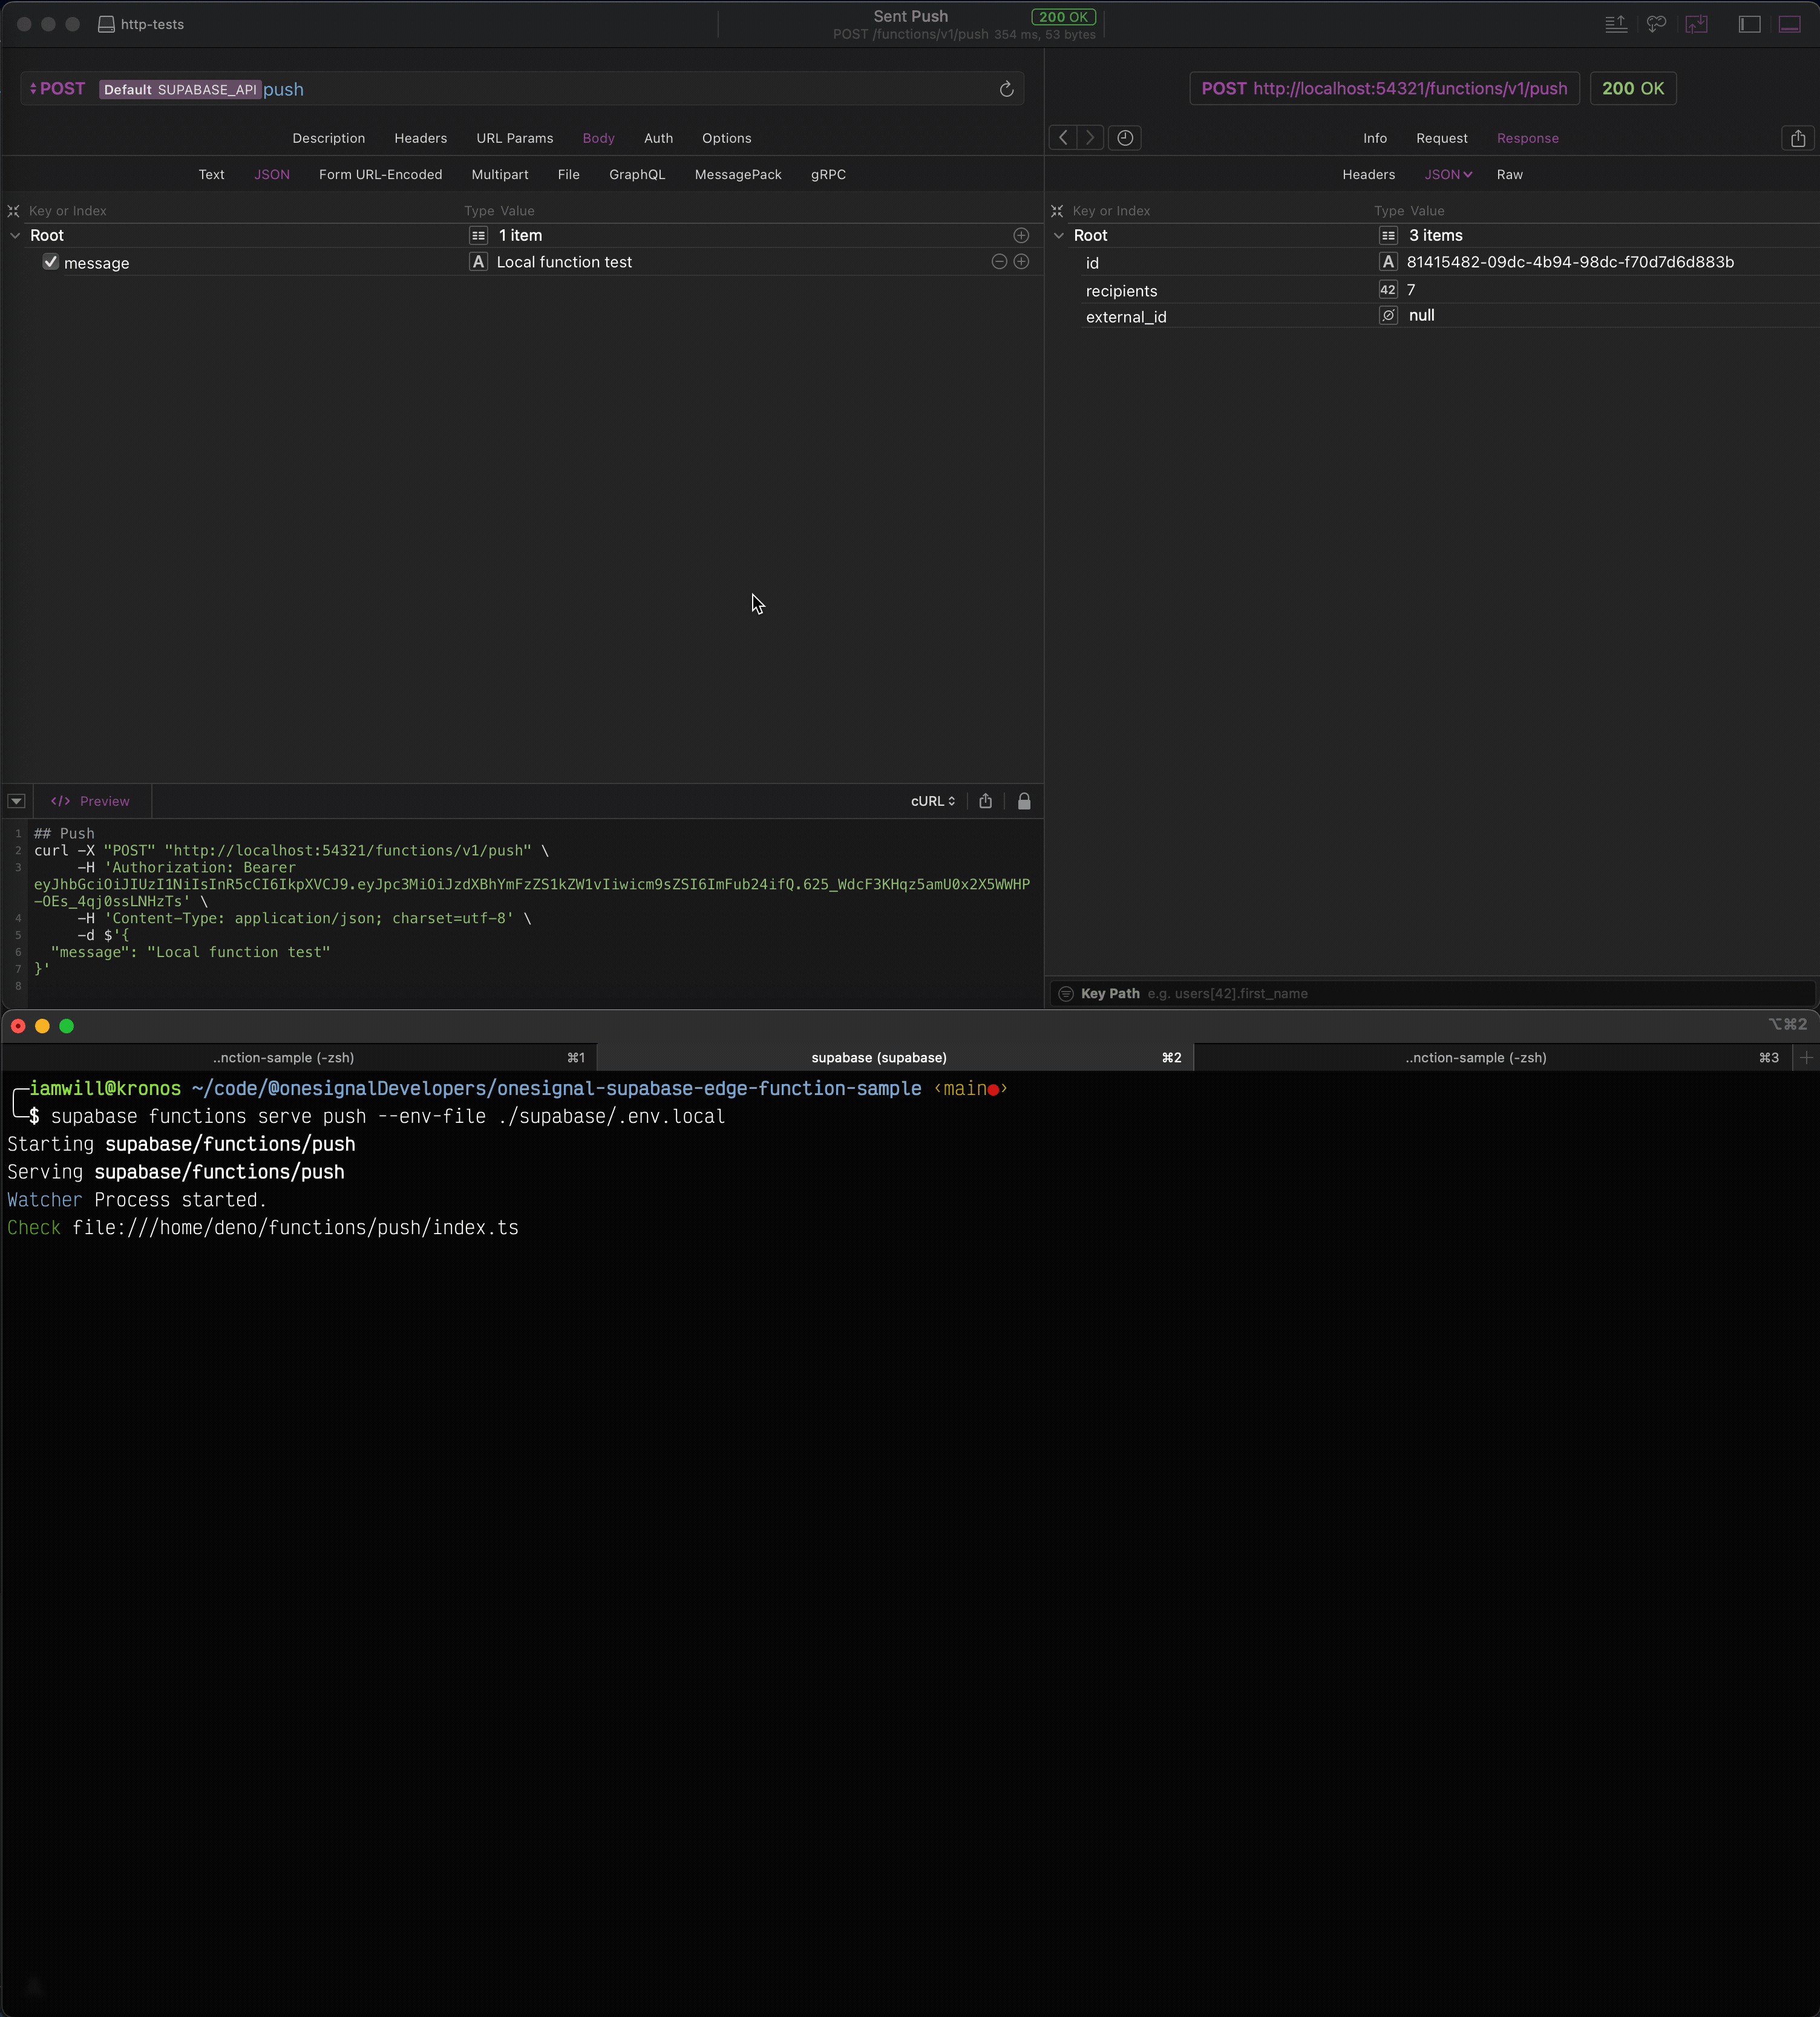 http-tests
Sent Push 200 OK
POST /functions/v1/push 354 ms, 53 bytes
POST Default SUPABASE_API push
POST http://localhost:54321/functions/v1/push 200 OK
Description Headers URL Params Body Auth Options
Info Request Response
Text JSON Form URL-Encoded Multipart File GraphQL MessagePack gRPC
Headers JSON Raw
Key or Index Type Value
Root 1 item
message A Local function test
Key or Index Type Value
Root 3 items
id A 81415482-09dc-4b94-98dc-f70d7d6d883b
recipients 42 7
external_id null
</> Preview cURL
1 ## Push
2 curl -X "POST" "http://localhost:54321/functions/v1/push" \
3 -H 'Authorization: Bearer
eyJhbGciOiJIUzI1NiIsInR5cCI6IkpXVCJ9.eyJpc3MiOiJzdXBhYmFzZS1kZW1vIiwicm9sZSI6ImFub24ifQ.625_WdcF3KHqz5amU0x2X5WWHP
-OEs_4qj0ssLNHzTs' \
4 -H 'Content-Type: application/json; charset=utf-8' \
5 -d $'{
6 "message": "Local function test"
7 }'
8
Key Path e.g. users[42].first_name
⌥⌘2
..nction-sample (-zsh) ⌘1 supabase (supabase) ⌘2 ..nction-sample (-zsh) ⌘3 +
iamwill@kronos ~/code/@onesignalDevelopers/onesignal-supabase-edge-function-sample ‹main●›
$ supabase functions serve push --env-file ./supabase/.env.local
Starting supabase/functions/push
Serving supabase/functions/push
Watcher Process started.
Check file:///home/deno/functions/push/index.ts